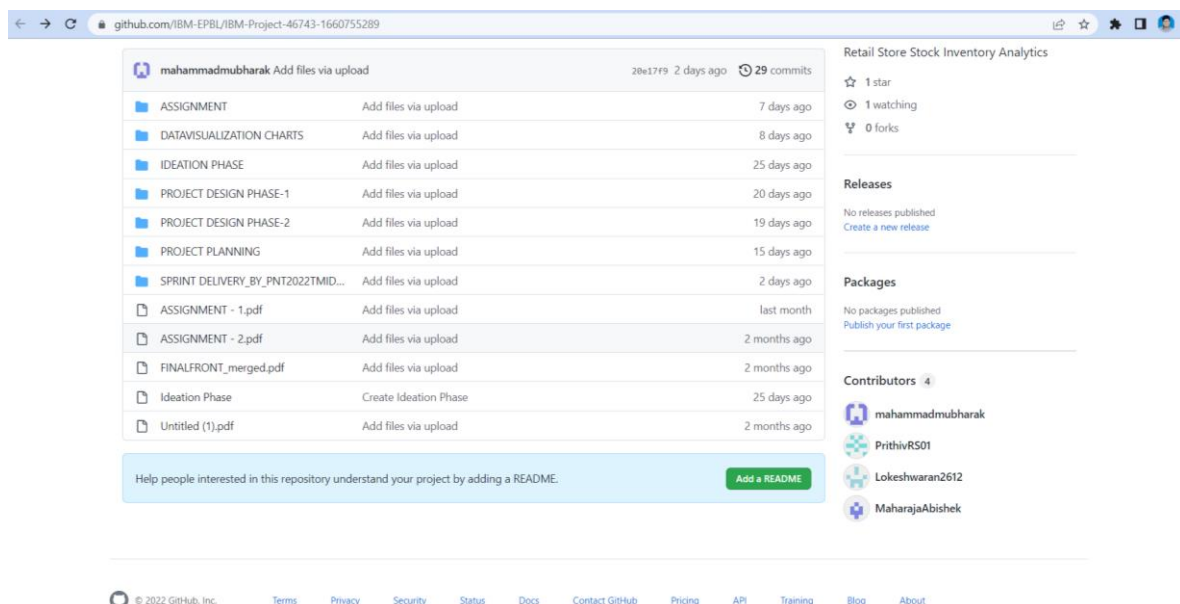 github.com/IBM-EPBL/IBM-Project-46743-1660755289
mahammadmubharak Add files via upload 20e17f9 2 days ago 29 commits
ASSIGNMENT Add files via upload 7 days ago
DATAVISUALIZATION CHARTS Add files via upload 8 days ago
IDEATION PHASE Add files via upload 25 days ago
PROJECT DESIGN PHASE-1 Add files via upload 20 days ago
PROJECT DESIGN PHASE-2 Add files via upload 19 days ago
PROJECT PLANNING Add files via upload 15 days ago
SPRINT DELIVERY_BY_PNT2022TMID... Add files via upload 2 days ago
ASSIGNMENT - 1.pdf Add files via upload last month
ASSIGNMENT - 2.pdf Add files via upload 2 months ago
FINALFRONT_merged.pdf Add files via upload 2 months ago
Ideation Phase Create Ideation Phase 25 days ago
Untitled (1).pdf Add files via upload 2 months ago
Help people interested in this repository understand your project by adding a README. Add a README
Retail Store Stock Inventory Analytics
1 star
1 watching
0 forks
Releases
No releases published
Create a new release
Packages
No packages published
Publish your first package
Contributors 4
mahammadmubharak
PrithivRS01
Lokeshwaran2612
MaharajaAbishek
© 2022 GitHub, Inc. Terms Privacy Security Status Docs Contact GitHub Pricing API Training Blog About